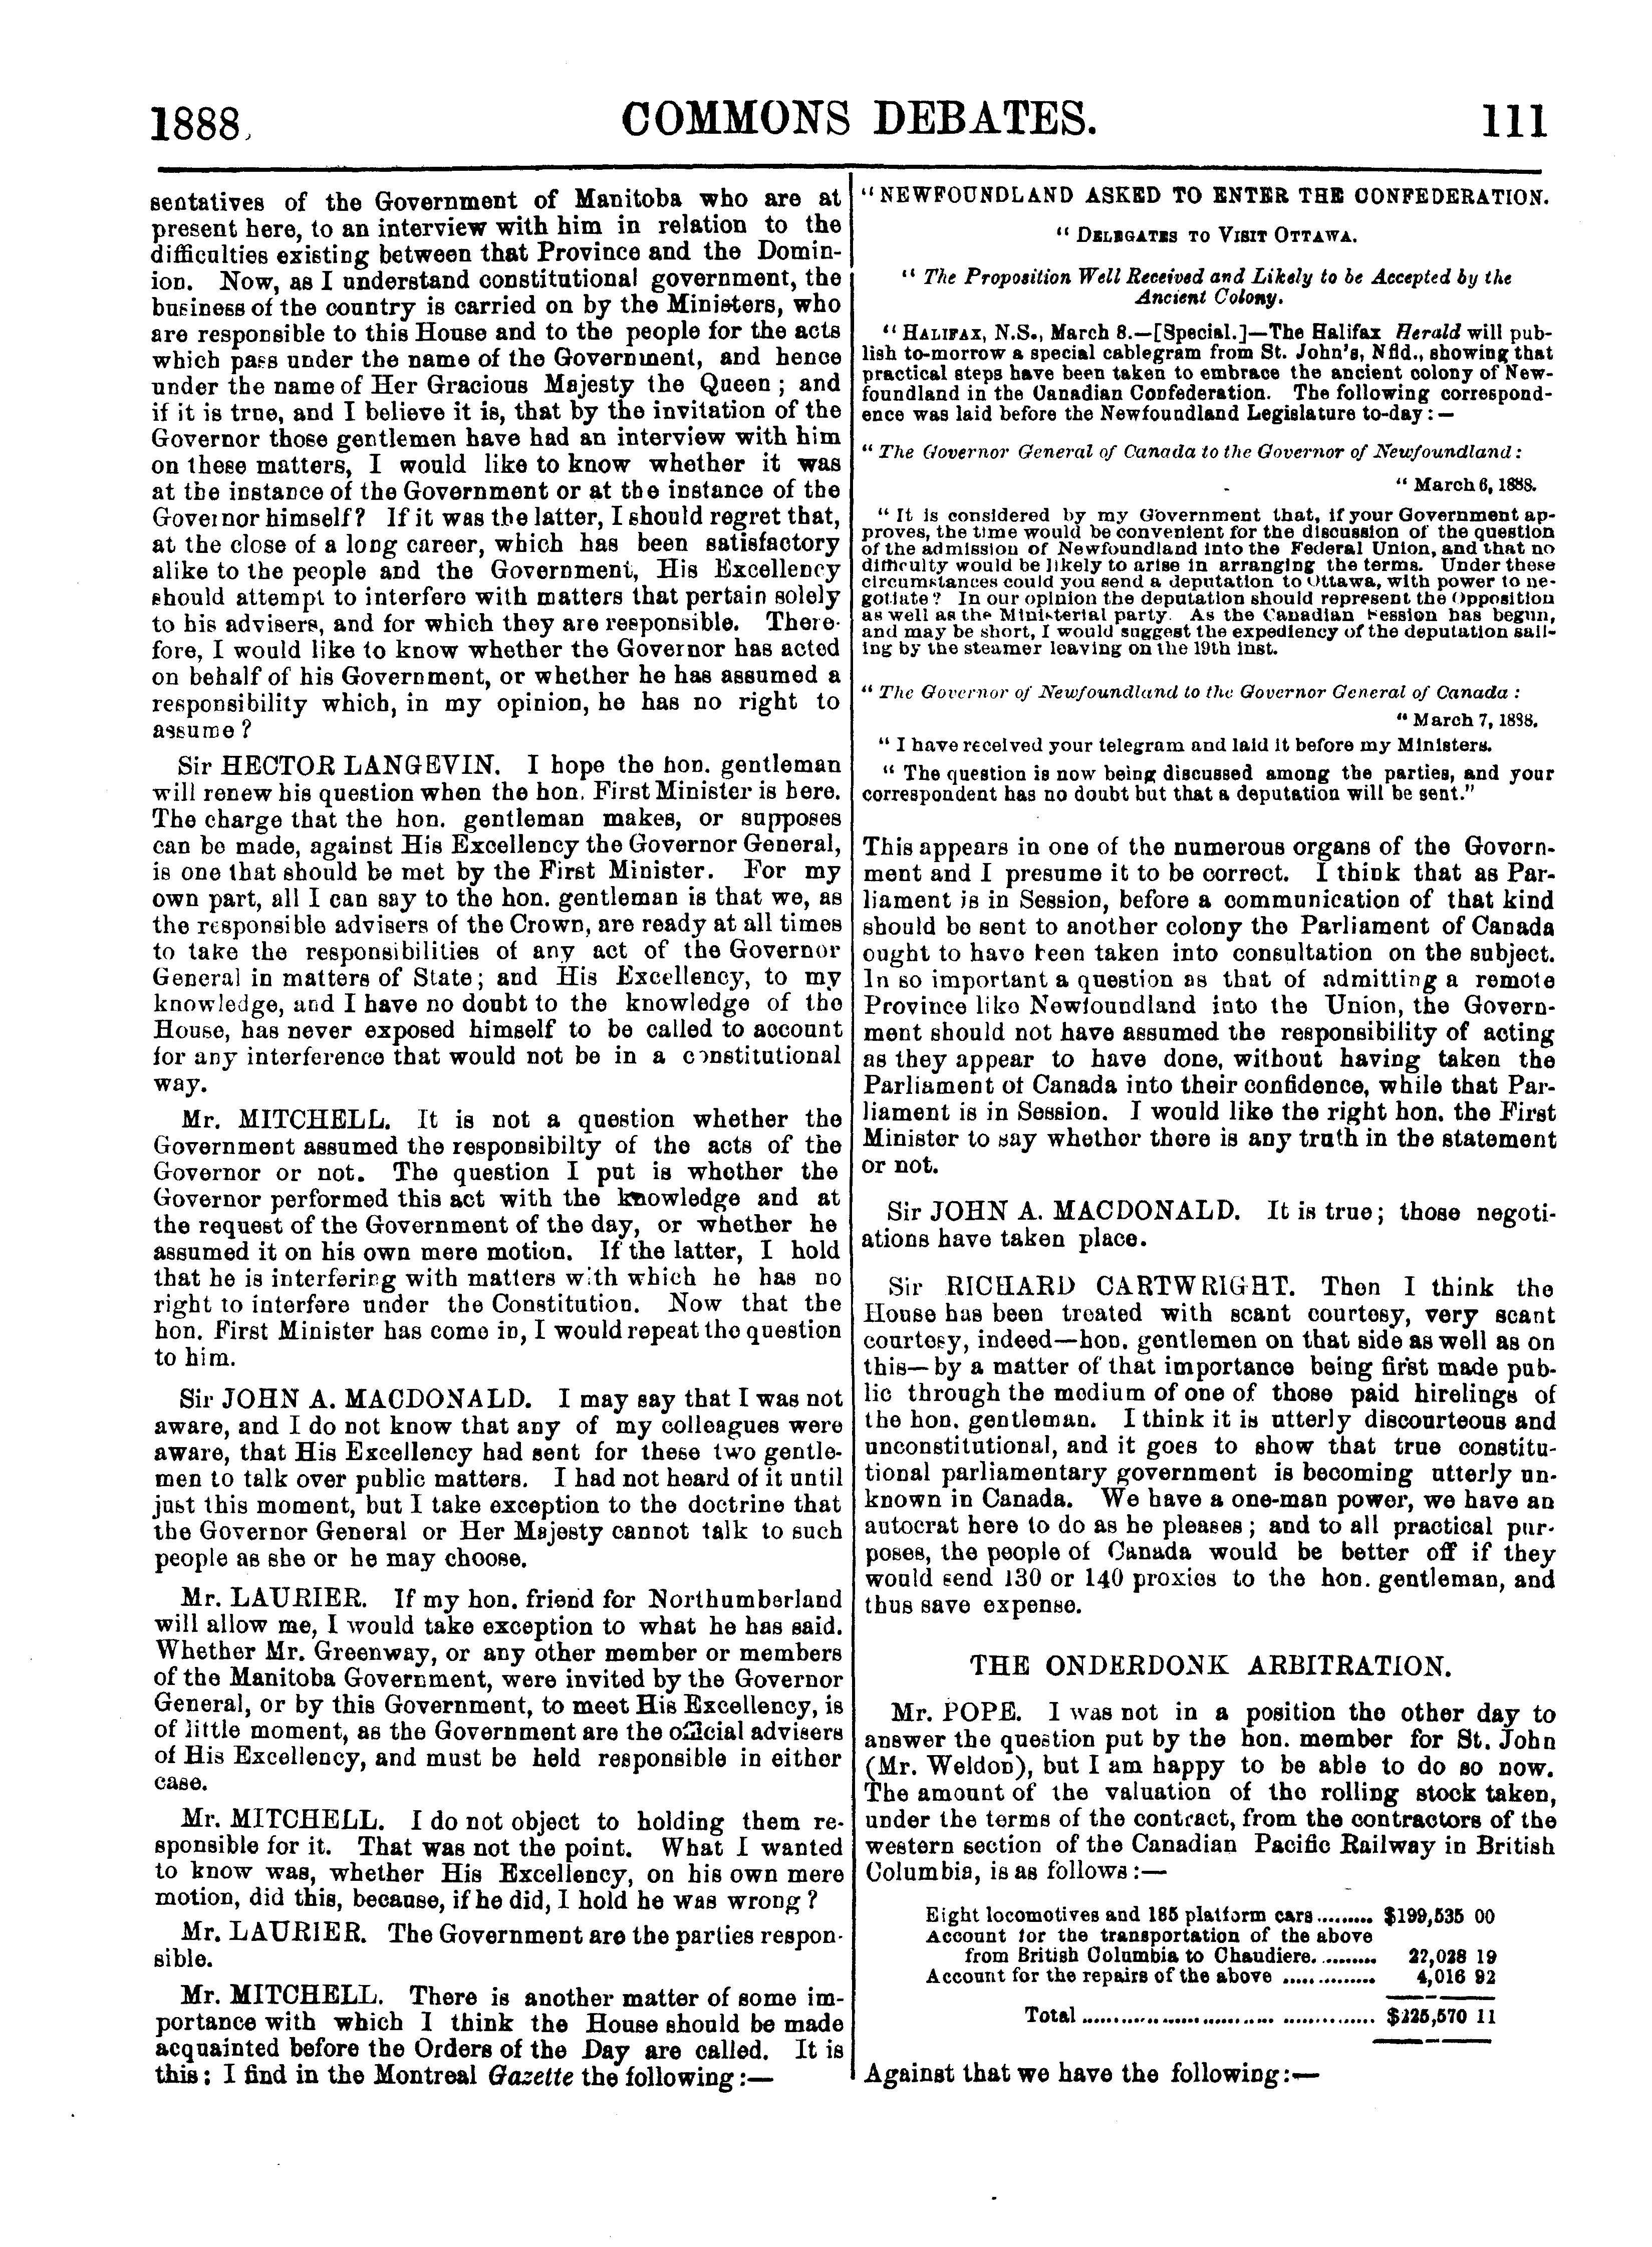 1888.
COMMONS DEBATES.
111
sentatives of the Government of Manitoba who are at
present here, to an interview with him in relation to the
difficulties existing between that Province and the Domin-
ion. Now, as I understand constitutional government, the
business of the country is carried on by the Ministers, who
are responsible to this House and to the people for the acts
which pass under the name of the Government, and hence
under the name of Her Gracious Majesty the Queen; and
if it is true, and I believe it is, that by the invitation of the
Governor those gentlemen have had an interview with him
on these matters, I would like to know whether it was
at the instance of the Government or at the instance of the
Governor himself? If it was the latter, I should regret that,
at the close of a long career, which has been satisfactory
alike to the people and the Government, His Excellency
should attempt to interfere with matters that pertain solely
to his advisers, and for which they are responsible. There-
fore, I would like to know whether the Governor has acted
on behalf of his Government, or whether he has assumed a
responsibility which, in my opinion, he has no right to
assume?
Sir HECTOR LANGEVIN. I hope the hon. gentleman
will renew his question when the hon. First Minister is here.
The charge that the hon. gentleman makes, or supposes
can be made, against His Excellency the Governor General,
is one that should be met by the First Minister. For my
own part, all I can say to the hon. gentleman is that we, as
the responsible advisers of the Crown, are ready at all times
to take the responsibilities of any act of the Governor
General in matters of State; and His Excellency, to my
knowledge, and I have no doubt to the knowledge of the
House, has never exposed himself to be called to account
for any interference that would not be in a constitutional
way.
Mr. MITCHELL. It is not a question whether the
Government assumed the responsibilty of the acts of the
Governor or not. The question I put is whether the
Governor performed this act with the knowledge and at
the request of the Government of the day, or whether he
assumed it on his own mere motion. If the latter, I hold
that he is interfering with matters with which he has no
right to interfere under the Constitution. Now that the
hon. First Minister has come in, I would repeat the question
to him.
Sir JOHN A. MACDONALD. I may say that I was not
aware, and I do not know that any of my colleagues were
aware, that His Excellency had sent for these two gentle-
men to talk over public matters. I had not heard of it until
just this moment, but I take exception to the doctrine that
the Governor General or Her Majesty cannot talk to such
people as she or he may choose.
Mr. LAURIER. If my hon. friend for Northumberland
will allow me, I would take exception to what he has said.
Whether Mr. Greenway, or any other member or members
of the Manitoba Government, were invited by the Governor
General, or by this Government, to meet His Excellency, is
of little moment, as the Government are the official advisers
of His Excellency, and must be held responsible in either
case.
Mr. MITCHELL. I do not object to holding them re-
sponsible for it. That was not the point. What I wanted
to know was, whether His Excellency, on his own mere
motion, did this, because, if he did, I hold he was wrong?
Mr. LAURIER. The Government are the parties respon-
sible.
Mr. MITCHELL. There is another matter of some im-
portance with which I think the House should be made
acquainted before the Orders of the Day are called. It is
this: I find in the Montreal Gazette the following:—
"NEWFOUNDLAND ASKED TO ENTER THE CONFEDERATION.
"DELEGATES TO VISIT OTTAWA.
"The Proposition Well Received and Likely to be Accepted by the
Ancient Colony.
"HALIFAX, N.S., March 8.—[Special.]—The Halifax Herald will pub-
lish to-morrow a special cablegram from St. John's, Nfld., showing that
practical steps have been taken to embrace the ancient colony of New-
foundland in the Canadian Confederation. The following correspond-
ence was laid before the Newfoundland Legislature to-day:—
"The Governor General of Canada to the Governor of Newfoundland:
"March 6, 1888.
"It is considered by my Government that, if your Government ap-
proves, the time would be convenient for the discussion of the question
of the admission of Newfoundland into the Federal Union, and that no
difficulty would be likely to arise in arranging the terms. Under these
circumstances could you send a deputation to Ottawa, with power to ne-
gotiate? In our opinion the deputation should represent the Opposition
as well as the Ministerial party. As the Canadian Session has begun,
and may be short, I would suggest the expediency of the deputation sail-
ing by the steamer leaving on the 19th inst.
"The Governor of Newfoundland to the Governor General of Canada:
"March 7, 1888.
"I have received your telegram and laid it before my Ministers.
"The question is now being discussed among the parties, and your
correspondent has no doubt but that a deputation will be sent."
This appears in one of the numerous organs of the Govern-
ment and I presume it to be correct. I think that as Par-
liament is in Session, before a communication of that kind
should be sent to another colony the Parliament of Canada
ought to have been taken into consultation on the subject.
In so important a question as that of admitting a remote
Province like Newfoundland into the Union, the Govern-
ment should not have assumed the responsibility of acting
as they appear to have done, without having taken the
Parliament of Canada into their confidence, while that Par-
liament is in Session. I would like the right hon. the First
Minister to say whether there is any truth in the statement
or not.
Sir JOHN A. MACDONALD. It is true; those negoti-
ations have taken place.
Sir RICHARD CARTWRIGHT. Then I think the
House has been treated with scant courtesy, very scant
courtesy, indeed—hon. gentlemen on that side as well as on
this—by a matter of that importance being first made pub-
lic through the medium of one of those paid hirelings of
the hon. gentleman. I think it is utterly discourteous and
unconstitutional, and it goes to show that true constitu-
tional parliamentary government is becoming utterly un-
known in Canada. We have a one-man power, we have an
autocrat here to do as he pleases; and to all practical pur-
poses, the people of Canada would be better off if they
would send 130 or 140 proxies to the hon. gentleman, and
thus save expense.
THE ONDERDONK ARBITRATION.
Mr. POPE. I was not in a position the other day to
answer the question put by the hon. member for St. John
(Mr. Weldon), but I am happy to be able to do so now.
The amount of the valuation of the rolling stock taken,
under the terms of the contract, from the contractors of the
western section of the Canadian Pacific Railway in British
Columbia, is as follows:—
Eight locomotives and 185 platform cars......... $199,535 00
Account for the transportation of the above
from British Columbia to Chaudiere.......... 22,028 19
Account for the repairs of the above ............... 4,016 92
Total ............................................. $225,570 11
Against that we have the following:—